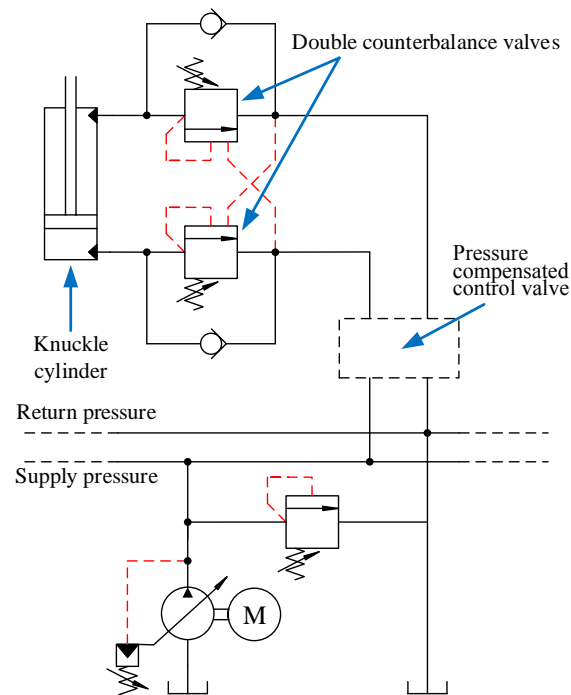 Double counterbalance valves
Pressure
compensated
control valve
Knuckle
cylinder
Return pressure
Supply pressure
M